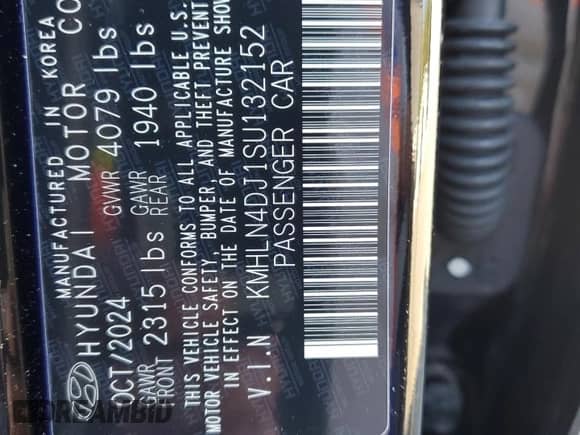 MANUFACTURED IN KOREA
HYUNDAI MOTOR CO
OCT/2024 GVWR 4079 lbs
GAWR FRONT 2315 lbs GAWR REAR 1940 lbs
THIS VEHICLE CONFORMS TO ALL APPLICABLE U.S.
MOTOR VEHICLE SAFETY, BUMPER, AND THEFT PREVENT
IN EFFECT ON THE DATE OF MANUFACTURE SHOW
V.I.N KMHLN4DJ1SU132152
PASSENGER CAR